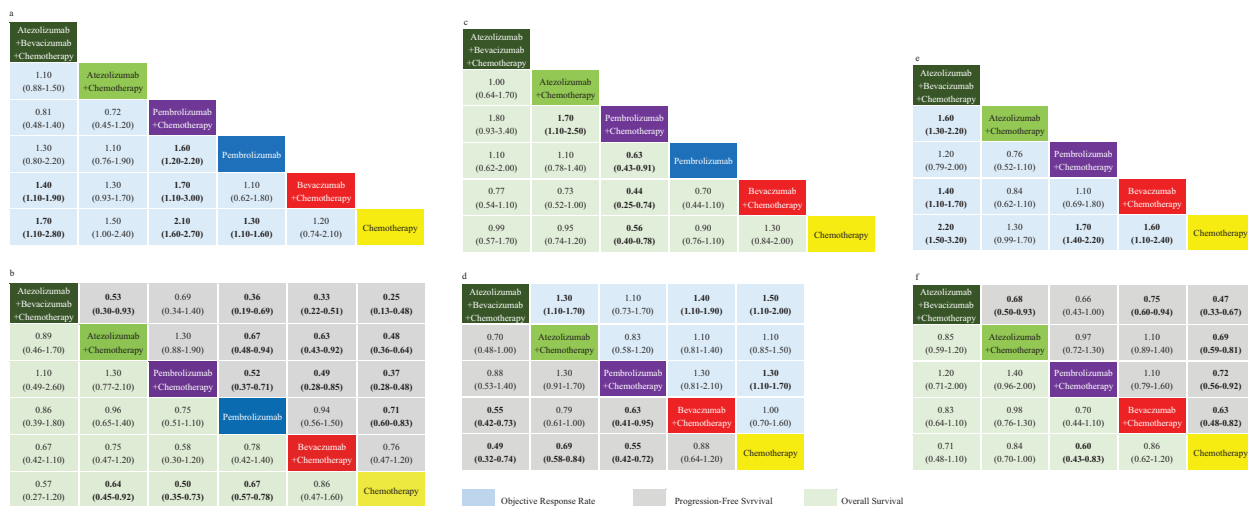 a
Atezolizumab
+Bevacizumab
+Chemotherapy
1.10 Atezolizumab
(0.88-1.50) +Chemotherapy
0.81 0.72 Pembrolizumab
(0.48-1.40) (0.45-1.20) +Chemotherapy
1.30 1.10 1.60 Pembrolizumab
(0.80-2.20) (0.76-1.90) (1.20-2.20)
1.40 1.30 1.70 1.10 Bevaczumab
(1.10-1.90) (0.93-1.70) (1.10-3.00) (0.62-1.80) +Chemotherapy
1.70 1.50 2.10 1.30 1.20 Chemotherapy
(1.10-2.80) (1.00-2.40) (1.60-2.70) (1.10-1.60) (0.74-2.10)
c
Atezolizumab
+Bevacizumab
+Chemotherapy
1.00 Atezolizumab
(0.64-1.70) +Chemotherapy
1.80 1.70 Pembrolizumab
(0.93-3.40) (1.10-2.50) +Chemotherapy
1.10 1.10 0.63 Pembrolizumab
(0.62-2.00) (0.78-1.40) (0.43-0.91)
0.77 0.73 0.44 0.70 Bevaczumab
(0.54-1.10) (0.52-1.00) (0.25-0.74) (0.44-1.10) +Chemotherapy
0.99 0.95 0.56 0.90 1.30 Chemotherapy
(0.57-1.70) (0.74-1.20) (0.40-0.78) (0.76-1.10) (0.84-2.00)
e
Atezolizumab
+Bevacizumab
+Chemotherapy
1.60 Atezolizumab
(1.30-2.20) +Chemotherapy
1.20 0.76 Pembrolizumab
(0.79-2.00) (0.52-1.10) +Chemotherapy
1.40 0.84 1.10 Bevaczumab
(1.10-1.70) (0.62-1.10) (0.69-1.80) +Chemotherapy
2.20 1.30 1.70 1.60 Chemotherapy
(1.50-3.20) (0.99-1.70) (1.40-2.20) (1.10-2.40)
b
Atezolizumab 0.53 0.69 0.36 0.33 0.25
+Bevacizumab (0.30-0.93) (0.34-1.40) (0.19-0.69) (0.22-0.51) (0.13-0.48)
+Chemotherapy
0.89 Atezolizumab 1.30 0.67 0.63 0.48
(0.46-1.70) +Chemotherapy (0.88-1.90) (0.48-0.94) (0.43-0.92) (0.36-0.64)
1.10 1.30 Pembrolizumab 0.52 0.49 0.37
(0.49-2.60) (0.77-2.10) +Chemotherapy (0.37-0.71) (0.28-0.85) (0.28-0.48)
0.86 0.96 0.75 Pembrolizumab 0.94 0.71
(0.39-1.80) (0.65-1.40) (0.51-1.10) (0.56-1.50) (0.60-0.83)
0.67 0.75 0.58 0.78 Bevaczumab 0.76
(0.42-1.10) (0.47-1.20) (0.30-1.20) (0.42-1.40) +Chemotherapy (0.47-1.20)
0.57 0.64 0.50 0.67 0.86 Chemotherapy
(0.27-1.20) (0.45-0.92) (0.35-0.73) (0.57-0.78) (0.47-1.60)
d
Atezolizumab 1.30 1.10 1.40 1.50
+Bevacizumab (1.10-1.70) (0.73-1.70) (1.10-1.90) (1.10-2.00)
+Chemotherapy
0.70 Atezolizumab 0.83 1.10 1.10
(0.48-1.00) +Chemotherapy (0.58-1.20) (0.81-1.40) (0.85-1.50)
0.88 1.30 Pembrolizumab 1.30 1.30
(0.53-1.40) (0.91-1.70) +Chemotherapy (0.81-2.10) (1.10-1.70)
0.55 0.79 0.63 Bevaczumab 1.00
(0.42-0.73) (0.61-1.00) (0.41-0.95) +Chemotherapy (0.70-1.60)
0.49 0.69 0.55 0.88 Chemotherapy
(0.32-0.74) (0.58-0.84) (0.42-0.72) (0.64-1.20)
f
Atezolizumab 0.68 0.66 0.75 0.47
+Bevacizumab (0.50-0.93) (0.43-1.00) (0.60-0.94) (0.33-0.67)
+Chemotherapy
0.85 Atezolizumab 0.97 1.10 0.69
(0.59-1.20) +Chemotherapy (0.72-1.30) (0.89-1.40) (0.59-0.81)
1.20 1.40 Pembrolizumab 1.10 0.72
(0.71-2.00) (0.96-2.00) +Chemotherapy (0.79-1.60) (0.56-0.92)
0.83 0.98 0.70 Bevaczumab 0.63
(0.64-1.10) (0.76-1.30) (0.44-1.10) +Chemotherapy (0.48-0.82)
0.71 0.84 0.60 0.86 Chemotherapy
(0.48-1.10) (0.70-1.00) (0.43-0.83) (0.62-1.20)
Objective Response Rate Progression-Free Svrvival Overall Survival